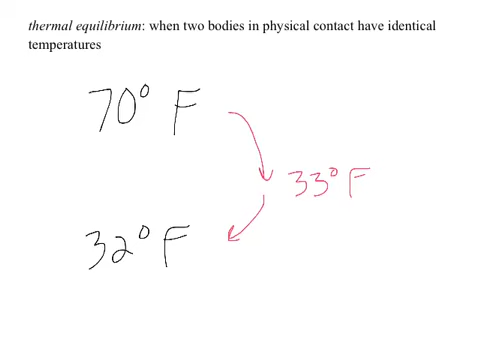 thermal equilibrium: when two bodies in physical contact have identical
temperatures
70° F
33° F
32° F